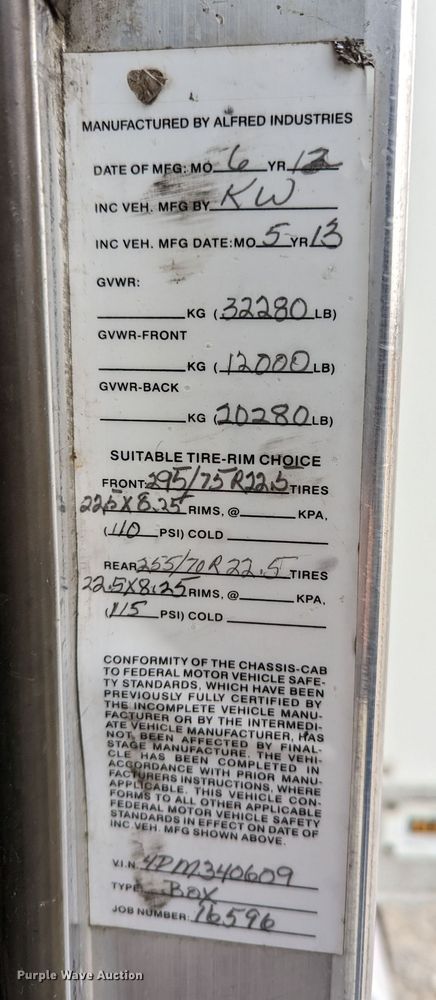 MANUFACTURED BY ALFRED INDUSTRIES
DATE OF MFG: MO 6 YR 12
INC VEH. MFG BY KW
INC VEH. MFG DATE: MO 5 YR 13
GVWR:
KG (32280 LB)
GVWR-FRONT
KG (12000 LB)
GVWR-BACK
KG (20280 LB)
SUITABLE TIRE-RIM CHOICE
FRONT: 295/75R22.5 TIRES
22.5X8.25 RIMS, @ KPA,
(110 PSI) COLD
REAR 255/70R 22.5 TIRES
22.5X8.25 RIMS, @ KPA,
(115 PSI) COLD
CONFORMITY OF THE CHASSIS-CAB
TO FEDERAL MOTOR VEHICLE SAFE-
TY STANDARDS, WHICH HAVE BEEN
PREVIOUSLY FULLY CERTIFIED BY
THE INCOMPLETE VEHICLE MANU-
FACTURER OR BY THE INTERMEDI-
ATE VEHICLE MANUFACTURER, HAS
NOT BEEN AFFECTED BY FINAL-
STAGE MANUFACTURE. THE VEHI-
CLE HAS BEEN COMPLETED IN
ACCORDANCE WITH PRIOR MANU-
FACTURERS INSTRUCTIONS, WHERE
APPLICABLE. THIS VEHICLE CON-
FORMS TO ALL OTHER APPLICABLE
FEDERAL MOTOR VEHICLE SAFETY
STANDARDS IN EFFECT ON DATE OF
INC VEH. MFG SHOWN ABOVE.
V.I.N. 4PM340609
TYPE: BOX
JOB NUMBER: 16596
Purple Wave Auction